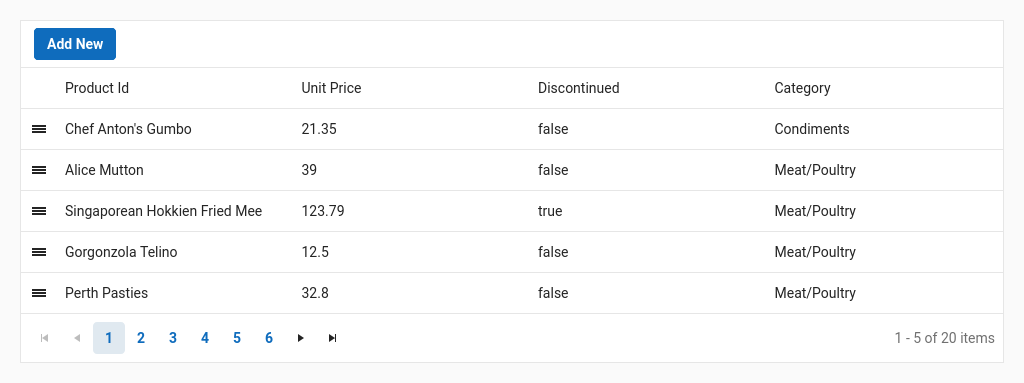 Add New
Product Id Unit Price Discontinued Category
Chef Anton's Gumbo 21.35 false Condiments
Alice Mutton 39 false Meat/Poultry
Singaporean Hokkien Fried Mee 123.79 true Meat/Poultry
Gorgonzola Telino 12.5 false Meat/Poultry
Perth Pasties 32.8 false Meat/Poultry
1 2 3 4 5 6 1 - 5 of 20 items